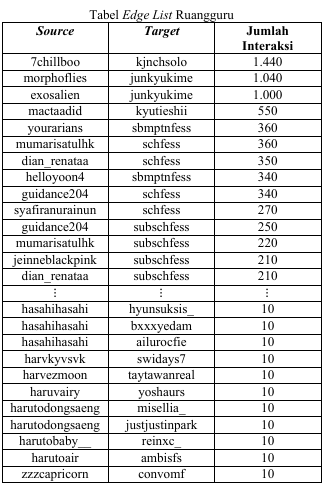 Tabel Edge List Ruangguru
Source Target Jumlah
Interaksi
7chillboo kjnchsolo 1.440
morphoflies junkyukime 1.040
exosalien junkyukime 1.000
mactaadid kyutieshii 550
yourarians sbmptnfess 360
mumarisatulhk schfess 360
dian_renataa schfess 350
helloyoon4 sbmptnfess 340
guidance204 schfess 340
syafiranurainun schfess 270
guidance204 subschfess 250
mumarisatulhk subschfess 220
jeinneblackpink subschfess 210
dian_renataa subschfess 210
⋮ ⋮ ⋮
hasahihasahi hyunsuksis_ 10
hasahihasahi bxxxyedam 10
hasahihasahi ailurocfie 10
harvkyvsvk swidays7 10
harvezmoon taytawanreal 10
haruvairy yoshaurs 10
harutodongsaeng misellia_ 10
harutodongsaeng justjustinpark 10
harutobaby__ reinxc_ 10
harutoair ambisfs 10
zzzcapricorn convomf 10